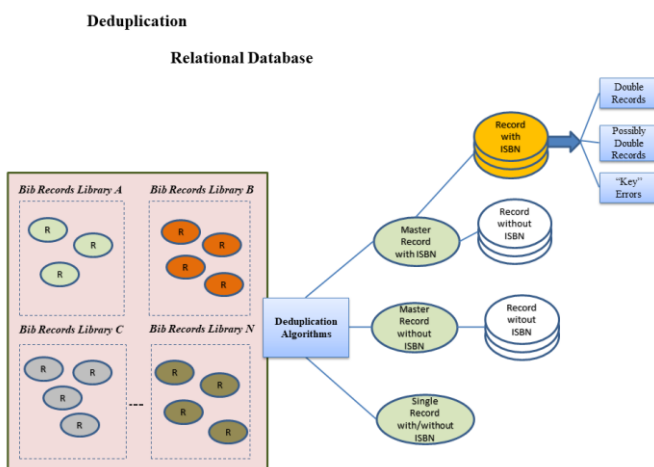 Deduplication
Relational Database
Double
Records
Record
with
ISBN
Possibly
Double
Records
"Key"
Errors
Bib Records Library A
Bib Records Library B
R
R
R
R
R
R
R
Master
Record
with ISBN
Record
without
ISBN
Bib Records Library C
Bib Records Library N
Deduplication
Algorithms
Master
Record
without
ISBN
Record
witout
ISBN
R
R
R
R
R
R
R
R
----
Single
Record
with/without
ISBN